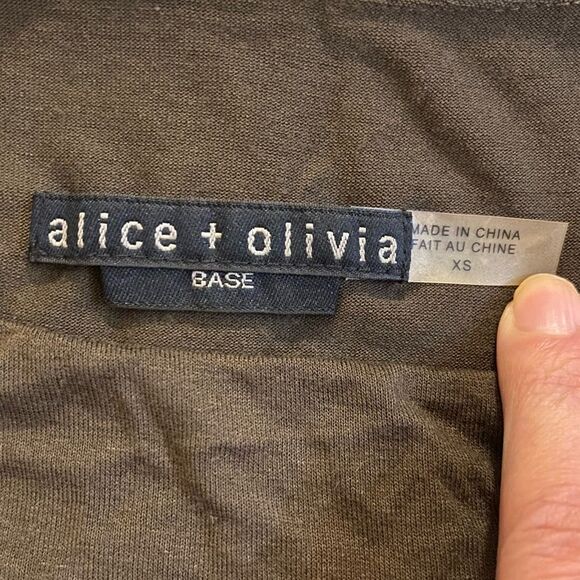 alice + olivia
BASE
MADE IN CHINA
FAIT AU CHINE
XS